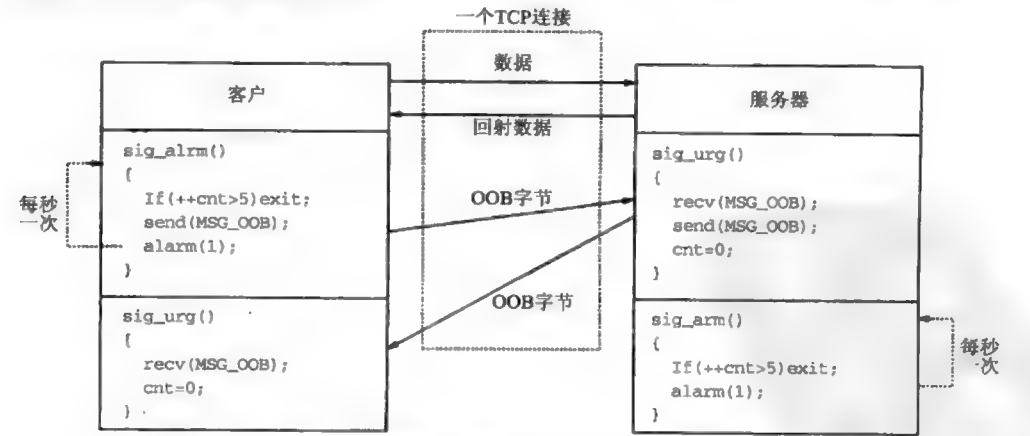 一个TCP连接
数据
客户
服务器
回射数据
sig_alrm()
{
If(++cnt>5)exit;
send(MSG_OOB);
alarm(1);
}
每秒
一次
OOB字节
sig_urg()
{
recv(MSG_OOB);
send(MSG_OOB);
cnt=0;
}
OOB字节
sig_urg()
{
recv(MSG_OOB);
cnt=0;
}
sig_arm()
{
If(++cnt>5)exit;
alarm(1);
}
每秒
一次